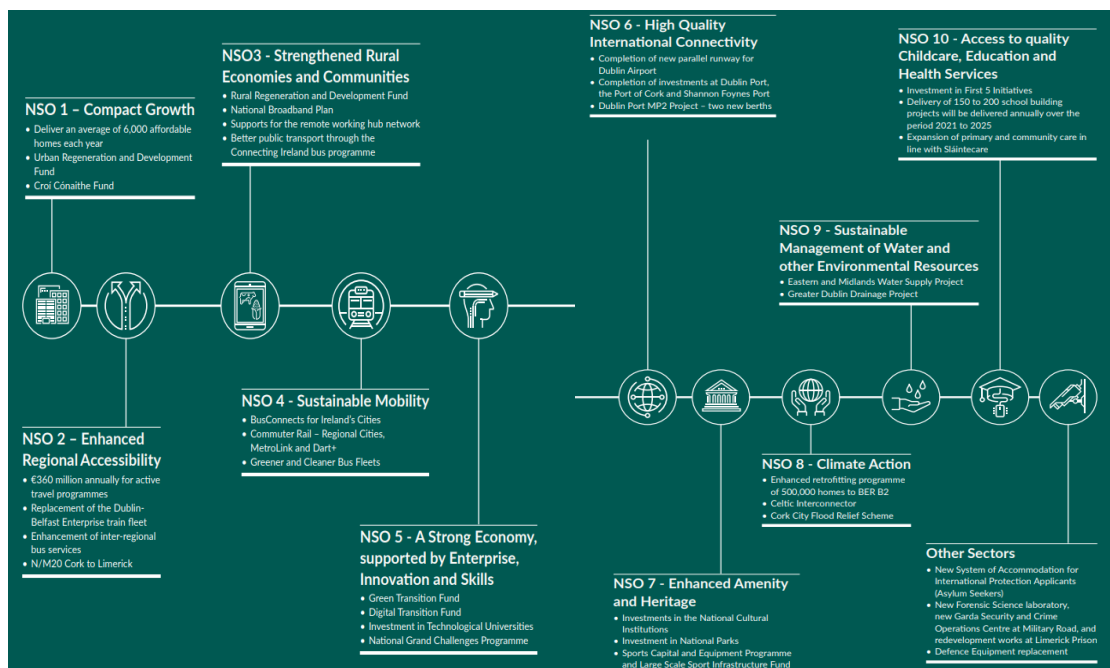 NSO 1 – Compact Growth
• Deliver an average of 6,000 affordable
homes each year
• Urban Regeneration and Development
Fund
• Croi Cónaithe Fund
NSO 2 – Enhanced
Regional Accessibility
• €360 million annually for active
travel programmes
• Replacement of the Dublin-
Belfast Enterprise train fleet
• Enhancement of inter-regional
bus services
• N/M20 Cork to Limerick
NSO3 - Strengthened Rural
Economies and Communities
• Rural Regeneration and Development Fund
• National Broadband Plan
• Supports for the remote working hub network
• Better public transport through the
Connecting Ireland bus programme
NSO 4 - Sustainable Mobility
• BusConnects for Ireland's Cities
• Commuter Rail – Regional Cities,
MetroLink and Dart+
• Greener and Cleaner Bus Fleets
NSO 5 - A Strong Economy,
supported by Enterprise,
Innovation and Skills
• Green Transition Fund
• Digital Transition Fund
• Investment in Technological Universities
• National Grand Challenges Programme
NSO 6 - High Quality
International Connectivity
• Completion of new parallel runway for
Dublin Airport
• Completion of investments at Dublin Port,
the Port of Cork and Shannon Foynes Port
• Dublin Port MP2 Project – two new berths
NSO 7 - Enhanced Amenity
and Heritage
• Investments in the National Cultural
Institutions
• Investment in National Parks
• Sports Capital and Equipment Programme
and Large Scale Sport Infrastructure Fund
NSO 8 - Climate Action
• Enhanced retrofitting programme
of 500,000 homes to BER B2
• Celtic Interconnector
• Cork City Flood Relief Scheme
NSO 9 - Sustainable
Management of Water and
other Environmental Resources
• Eastern and Midlands Water Supply Project
• Greater Dublin Drainage Project
NSO 10 - Access to quality
Childcare, Education and
Health Services
• Investment in First 5 Initiatives
• Delivery of 150 to 200 school building
projects will be delivered annually over the
period 2021 to 2025
• Expansion of primary and community care in
line with Sláintecare
Other Sectors
• New System of Accommodation for
International Protection Applicants
(Asylum Seekers)
• New Forensic Science laboratory,
new Garda Security and Crime
Operations Centre at Military Road, and
redevelopment works at Limerick Prison
• Defence Equipment replacement